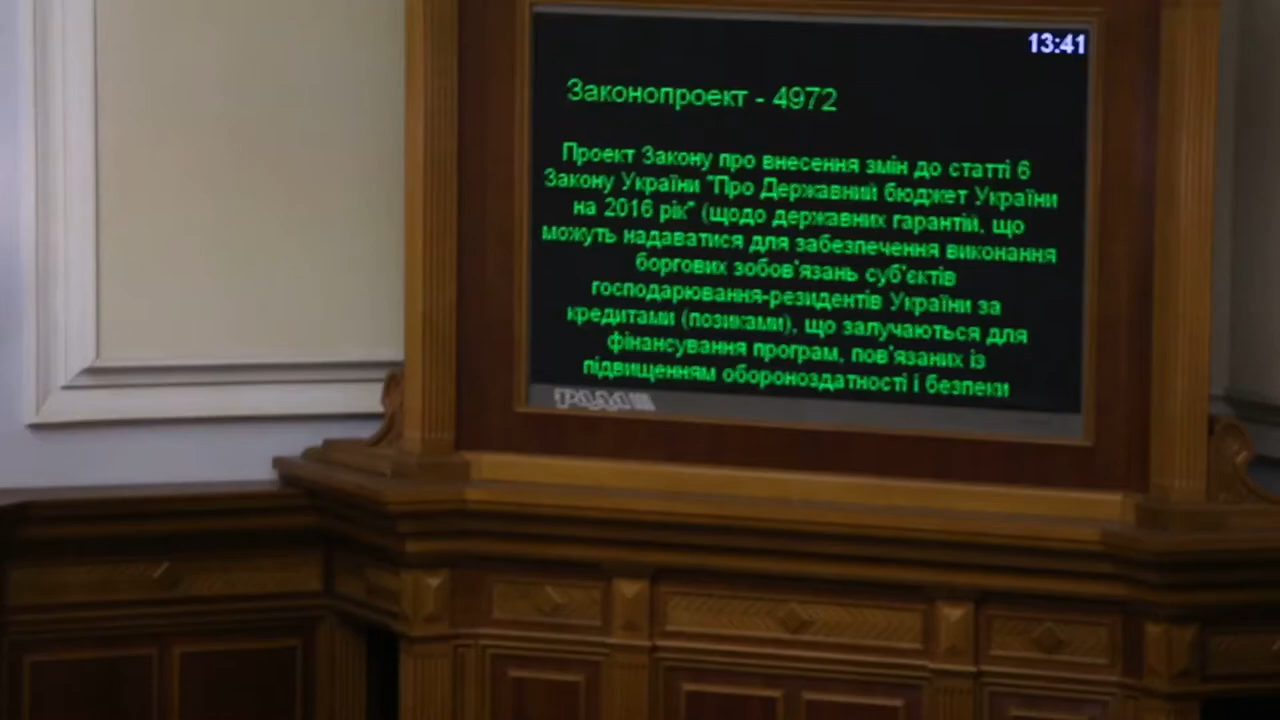 13:41
Законопроект - 4972
Проект Закону про внесення змін до статті 6
Закону України "Про Державний бюджет України
на 2016 рік" (щодо державних гарантій, що
можуть надаватися для забезпечення виконання
боргових зобов'язань суб'єктів
господарювання-резидентів України за
кредитами (позиками), що залучаються для
фінансування програм, пов'язаних із
підвищенням обороноздатності і безпеки
РАДА